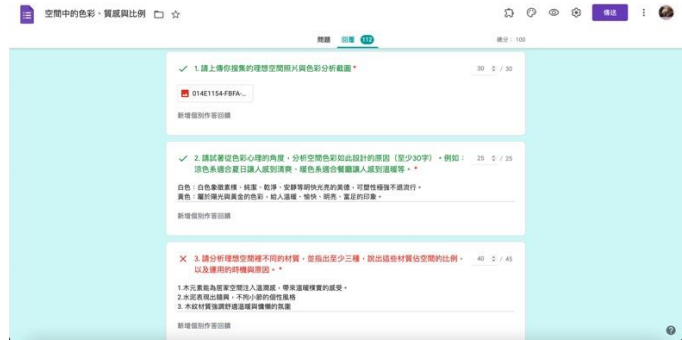 空間中的色彩、質感與比例
傳送
問題 回覆 112
總分：100
1. 請上傳你搜集的理想空間照片與色彩分析截圖 *
30 / 30
014E1154-FBFA-...
新增個別作答回饋
2. 請試著從色彩心理的角度，分析空間色彩如此設計的原因（至少30字）。例如：
涼色系適合夏日讓人感到清爽、暖色系適合餐廳讓人感到溫暖等。 *
25 / 25
白色：白色象徵素樸、純潔、乾淨、安靜等明快光亮的美德，可塑性極強不退流行。
黃色：屬於陽光與黃金的色彩，給人溫暖、愉快、明亮、富足的印象。
新增個別作答回饋
3. 請分析理想空間裡不同的材質，並指出至少三種，說出這些材質佔空間的比例，
以及運用的時機與原因。 *
40 / 45
1.木元素能為居家空間注入溫潤感，帶來溫暖樸實的感受。
2.水泥表現出隨興，不拘小節的個性風格
3. 木紋材質強調舒適溫暖與慵懶的氛圍
新增個別作答回饋